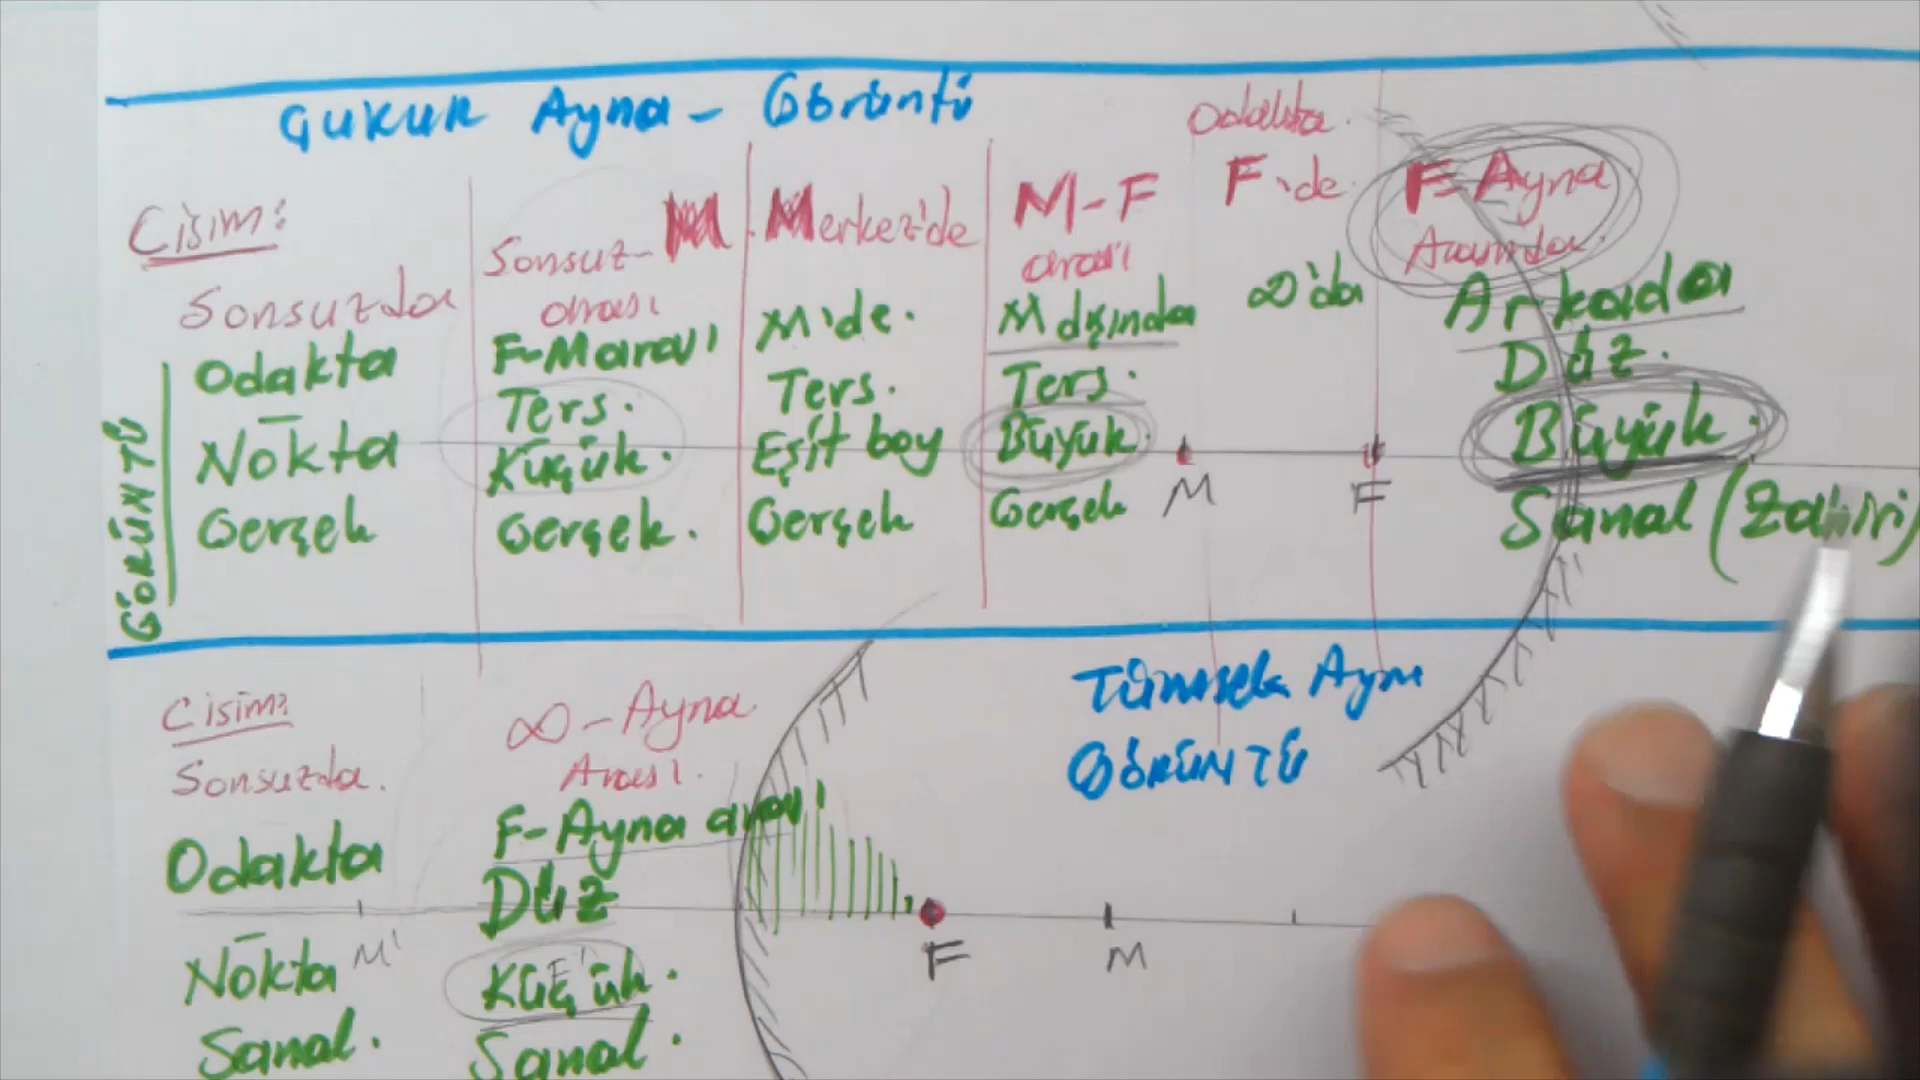 Çukur Ayna - Görüntü
Cisim:
Sonsuzda
Odakta
Nokta
Gerçek
Sonsuz-M
arası
F-M arası
Ters.
Küçük.
Gerçek.
Merkez'de
M'de.
Ters.
Eşit boy
Gerçek
M-F
arası
M dışında
Ters.
Büyük.
Gerçek
Odakta.
F'de
∞'da
F-Ayna
Arasında.
Arkada
Düz.
Büyük.
Sanal (Zahiri)
M
F
GÖRÜNTÜ
Tümsek Ayna
GÖRÜNTÜ
Cisim:
Sonsuzda.
Odakta
Nokta
Sanal.
∞-Ayna
Arası.
F-Ayna arası
Düz
Küçük.
Sanal.
M'
F'
F
M